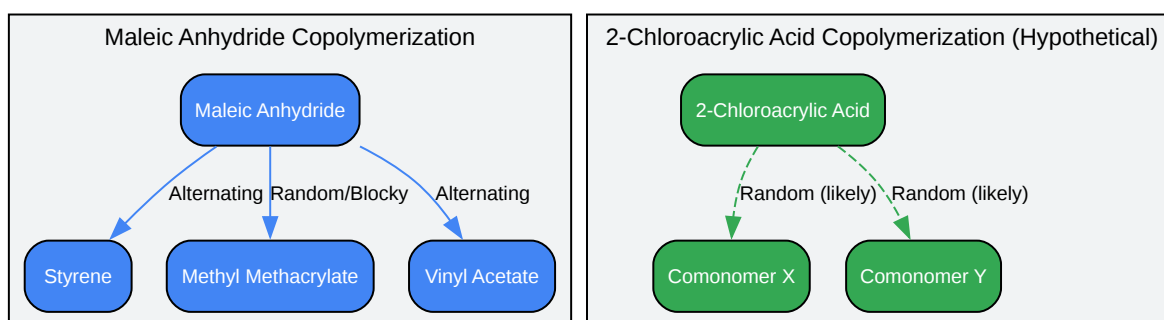 Maleic Anhydride Copolymerization
Maleic Anhydride
Alternating
Random/Blocky
Alternating
Styrene
Methyl Methacrylate
Vinyl Acetate
2-Chloroacrylic Acid Copolymerization (Hypothetical)
2-Chloroacrylic Acid
Random (likely)
Random (likely)
Comonomer X
Comonomer Y